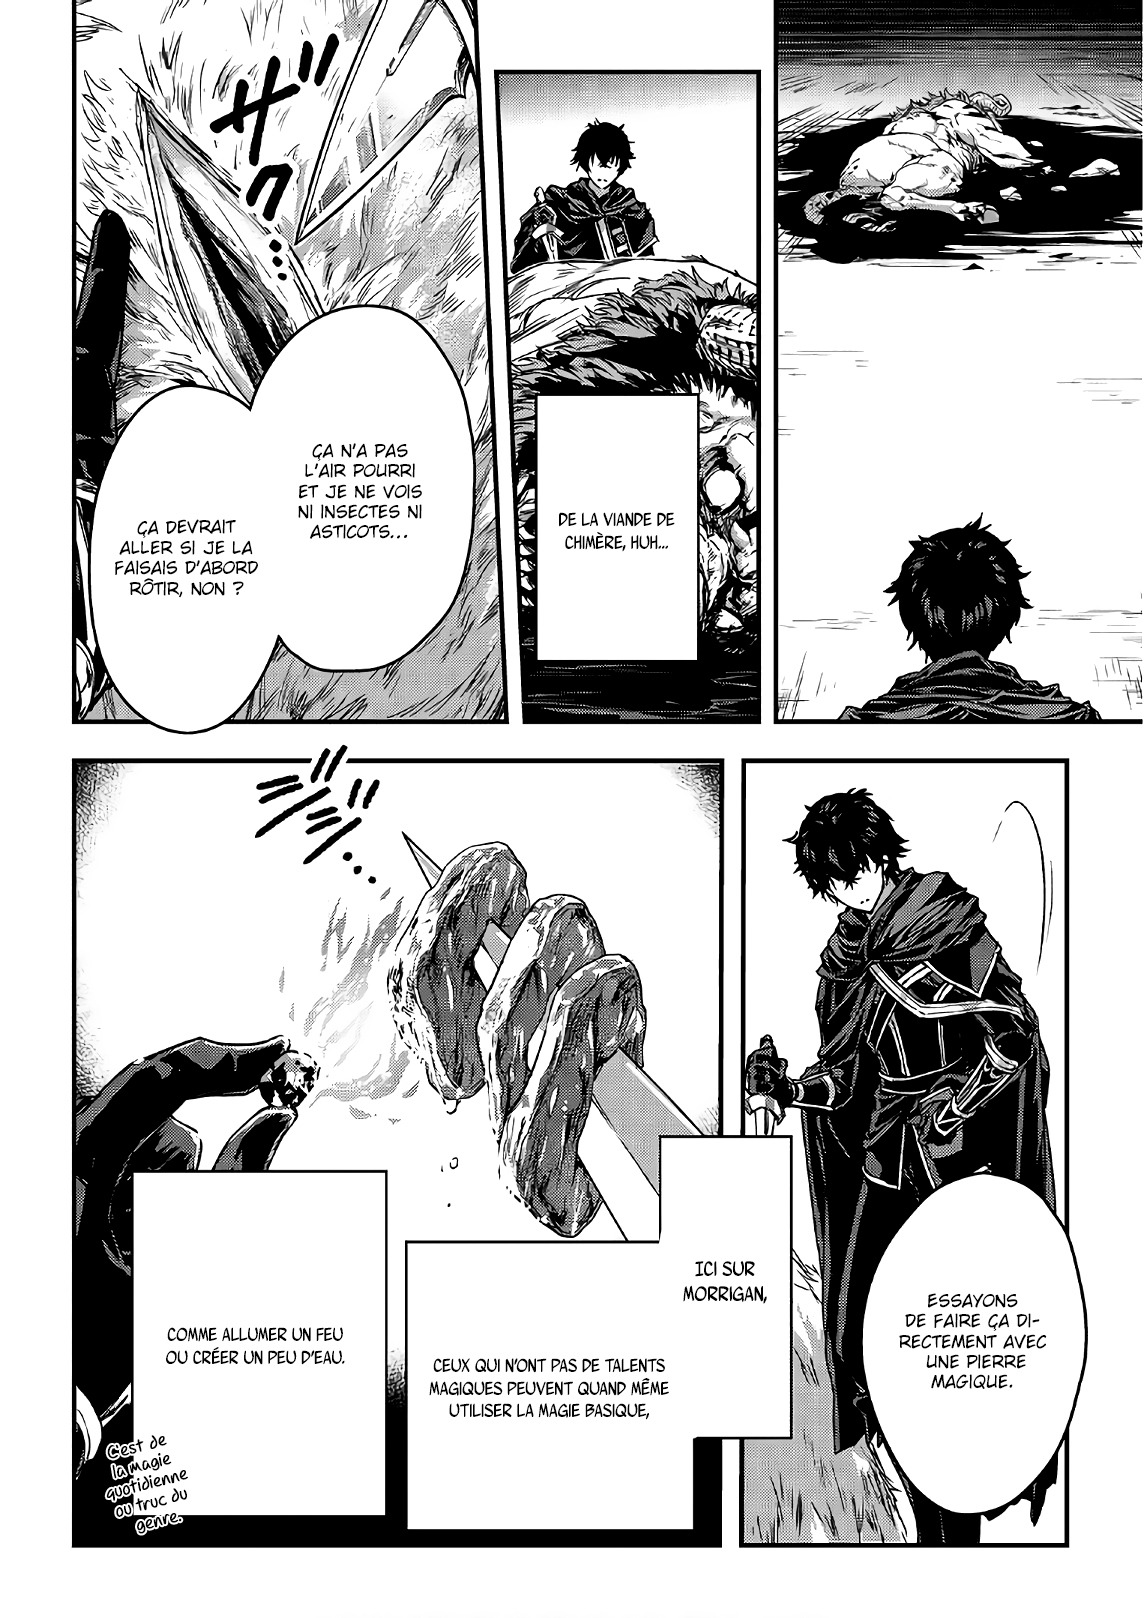 DE LA VIANDE DE
CHIMÈRE, HUH...
ザクッ…
ÇA N'A PAS
L'AIR POURRI
ET JE NE VOIS
NI INSECTES NI
ASTICOTS...
ÇA DEVRAIT
ALLER SI JE LA
FAISAIS D'ABORD
RÔTIR, NON ?
ESSAYONS
DE FAIRE ÇA DI-
RECTEMENT AVEC
UNE PIERRE
MAGIQUE.
ICI SUR
MORRIGAN,
CEUX QUI N'ONT PAS DE TALENTS
MAGIQUES PEUVENT QUAND MÊME
UTILISER LA MAGIE BASIQUE,
COMME ALLUMER UN FEU
OU CRÉER UN PEU D'EAU.
C'est de
la magie
quotidienne
ou truc du
genre.